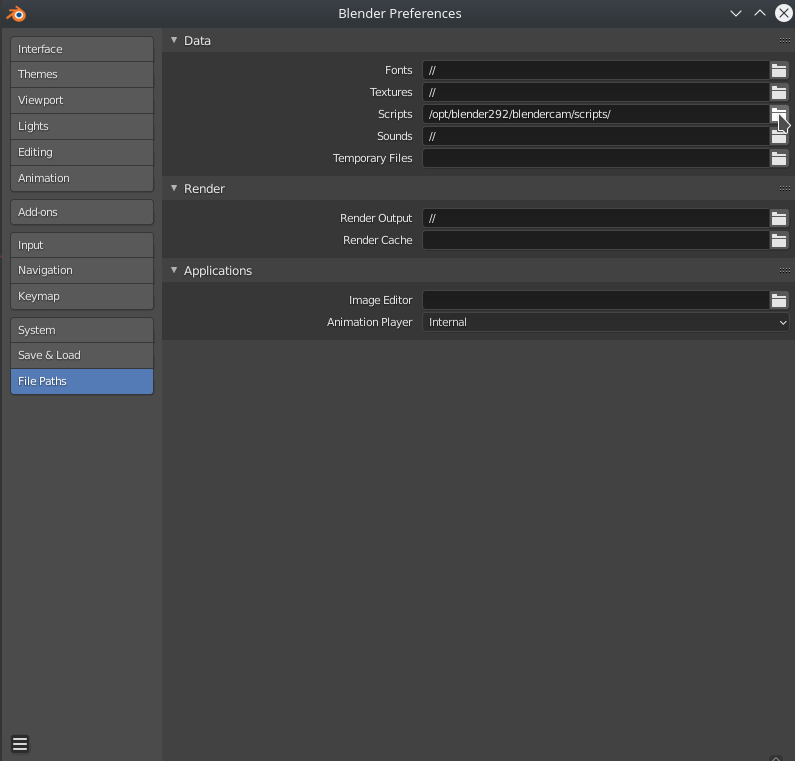 Blender Preferences
Interface
Themes
Viewport
Lights
Editing
Animation
Add-ons
Input
Navigation
Keymap
System
Save & Load
File Paths
Data
Fonts //
Textures //
Scripts /opt/blender292/blendercam/scripts/
Sounds //
Temporary Files
Render
Render Output //
Render Cache
Applications
Image Editor
Animation Player Internal